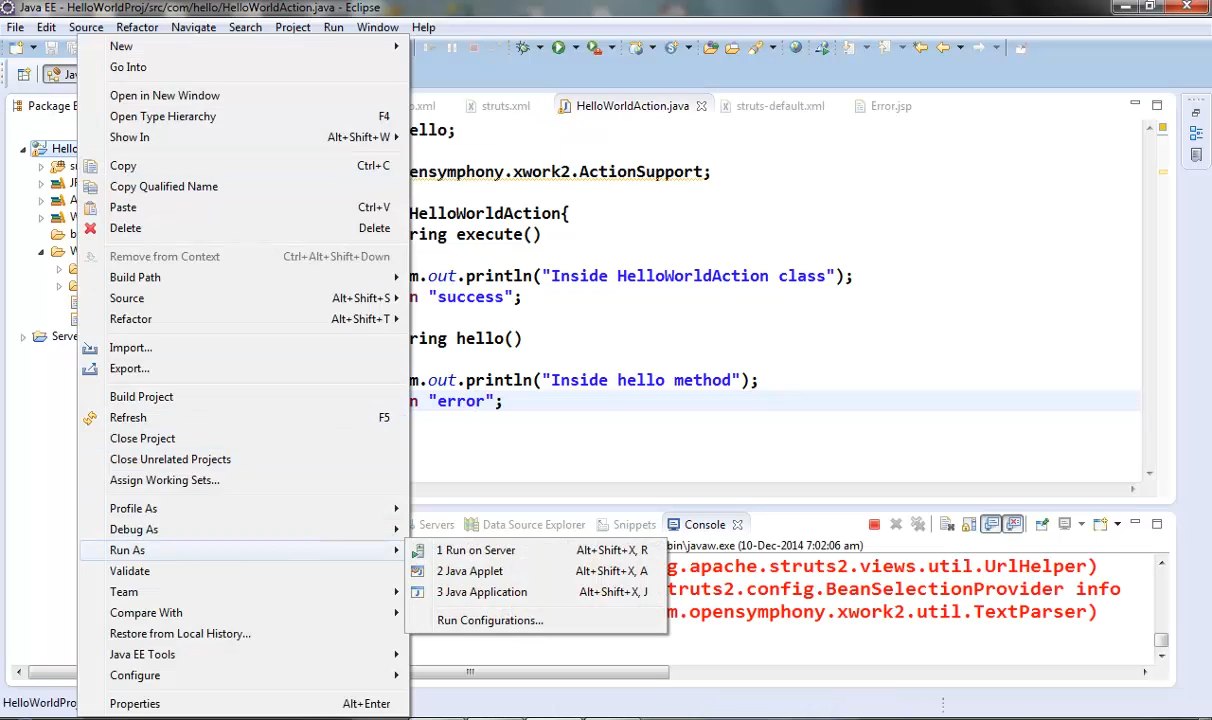 Java EE - HelloWorldProj/src/com/hello/HelloWorldAction.java - Eclipse
File Edit Source Refactor Navigate Search Project Run Window Help
Package E
.xml struts.xml HelloWorldAction.java struts-default.xml Error.jsp
Hello
Serve
New
Go Into
Open in New Window
Open Type Hierarchy F4
Show In Alt+Shift+W
Copy Ctrl+C
Copy Qualified Name
Paste Ctrl+V
Delete Delete
Remove from Context Ctrl+Alt+Shift+Down
Build Path
Source Alt+Shift+S
Refactor Alt+Shift+T
Import...
Export...
Build Project
Refresh F5
Close Project
Close Unrelated Projects
Assign Working Sets...
Profile As
Debug As
Run As
Validate
Team
Compare With
Restore from Local History...
Java EE Tools
Configure
Properties Alt+Enter
ello;
ensymphony.xwork2.ActionSupport;
HelloWorldAction{
ring execute()
m.out.println("Inside HelloWorldAction class");
n "success";
ring hello()
m.out.println("Inside hello method");
n "error";
Servers Data Source Explorer Snippets Console
1 Run on Server Alt+Shift+X, R
2 Java Applet Alt+Shift+X, A
3 Java Application Alt+Shift+X, J
Run Configurations...
bin\javaw.exe (10-Dec-2014 7:02:06 am)
g.apache.struts2.views.util.UrlHelper)
struts2.config.BeanSelectionProvider info
m.opensymphony.xwork2.util.TextParser)
HelloWorldPro